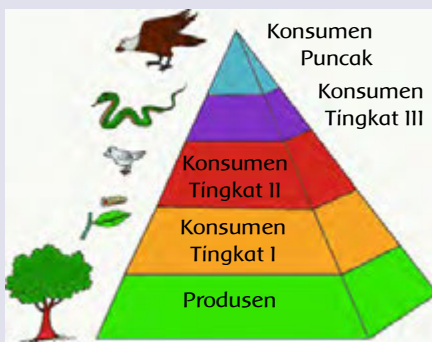 Konsumen
Puncak
Konsumen
Tingkat III
Konsumen
Tingkat II
Konsumen
Tingkat I
Produsen